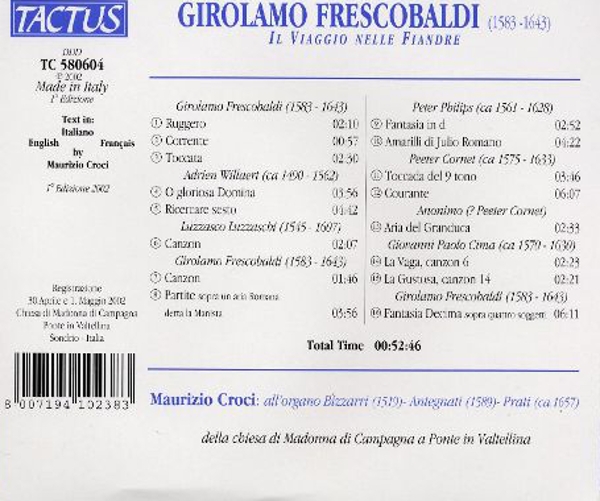 TACTUS
DDD
TC 580604
℗ 2002
Made in Italy
1ª Edizione
Text in:
Italiano
English Français
by
Maurizio Croci
1ª Edizione 2002
Registrazione
30 Aprile e 1. Maggio 2002
Chiesa di Madonna di Campagna
Ponte in Valtellina
Sondrio - Italia
8 007194 102383
GIROLAMO FRESCOBALDI (1583-1643)
IL VIAGGIO NELLE FIANDRE
Girolamo Frescobaldi (1583 - 1643)
1 Ruggero 02:10
2 Corrente 00:57
3 Toccata 02:30
Adrien Willaert (ca 1490 - 1562)
4 O gloriosa Domina 03:56
5 Ricercare sesto 04:42
Luzzasco Luzzaschi (1545 - 1607)
6 Canzon 02:07
Girolamo Frescobaldi (1583 - 1643)
7 Canzon 01:46
8 Partite sopra un aria Romana
detta la Manista 03:56
Peter Philips (ca 1561 - 1628)
9 Fantasia in d 02:52
10 Amarilli di Julio Romano 04:22
Peeter Cornet (ca 1575 - 1633)
11 Toccada del 9 tono 03:46
12 Courante 06:07
Anonimo (? Peeter Cornet)
13 Aria del Granduca 02:33
Giovanni Paolo Cima (ca 1570 - 1630)
14 La Vaga, canzon 6 02:23
15 La Gustosa, canzon 14 02:21
Girolamo Frescobaldi (1583 - 1643)
16 Fantasia Decima sopra quattro soggetti 06:11
Total Time 00:52:46
Maurizio Croci: all'organo Bizzarri (1519)- Antegnati (1589)- Prati (ca 1657)
della chiesa di Madonna di Campagna a Ponte in Valtellina